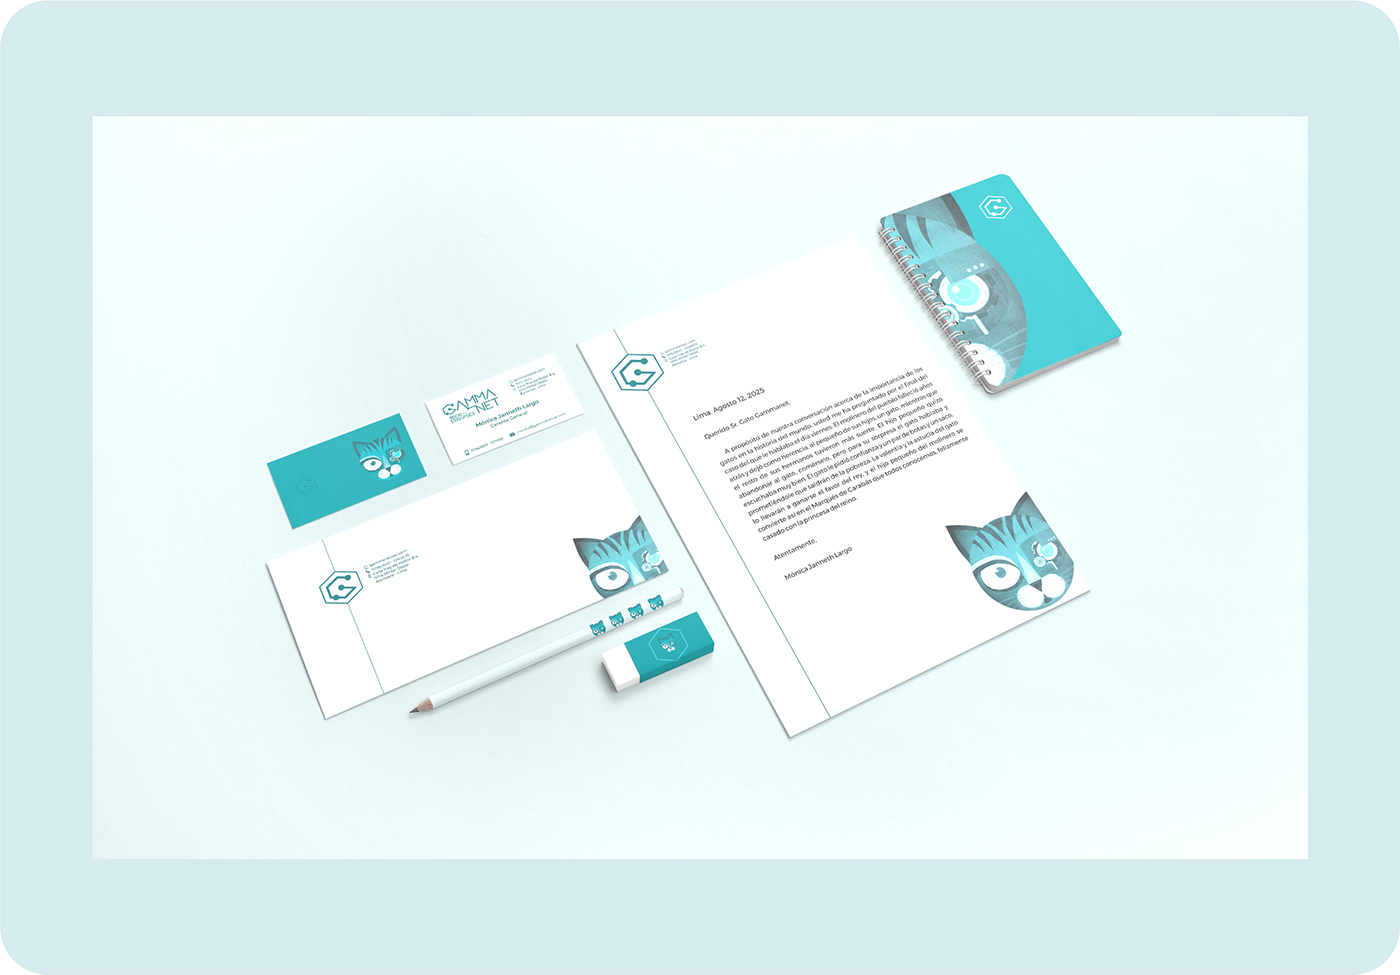 GAMMA
NET
TECH
SYNAPSES
Mónica Janneth Largo
Gerente General
Lima, Agosto 12, 2025
Querido Sr. Gato Gammanet,
A propósito de nuestra conversación acerca de la importancia de los
gatos en la historia del mundo, usted me ha preguntado por el final del
caso del que le hablaba el día viernes. El molinero del pueblo falleció años
atrás y dejó como herencia, al pequeño de sus hijos, un gato, mientras que
el resto de sus hermanos tuvieron más suerte. El hijo pequeño quizo
abandonar al gato, comérselo, pero para su sorpresa el gato hablaba y
escuchaba muy bien. El gato le pidió confianza y un par de botas y un saco,
prometiéndole que saldrán de la pobreza. La valentía y la astucia del gato
lo llevarán a ganarse el favor del rey, y el hijo pequeño del molinero se
convierte así en el Marqués de Carabás que todos conocemos, felizmente
casado con la princesa del reino.
Atentamente,
Mónica Janneth Largo